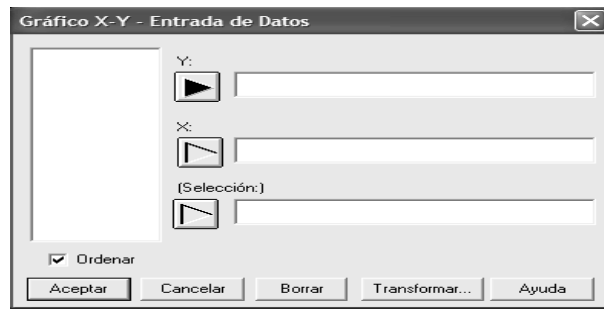 Gráfico X-Y - Entrada de Datos
Y:
X:
(Selección:)
Ordenar
Aceptar Cancelar Borrar Transformar... Ayuda